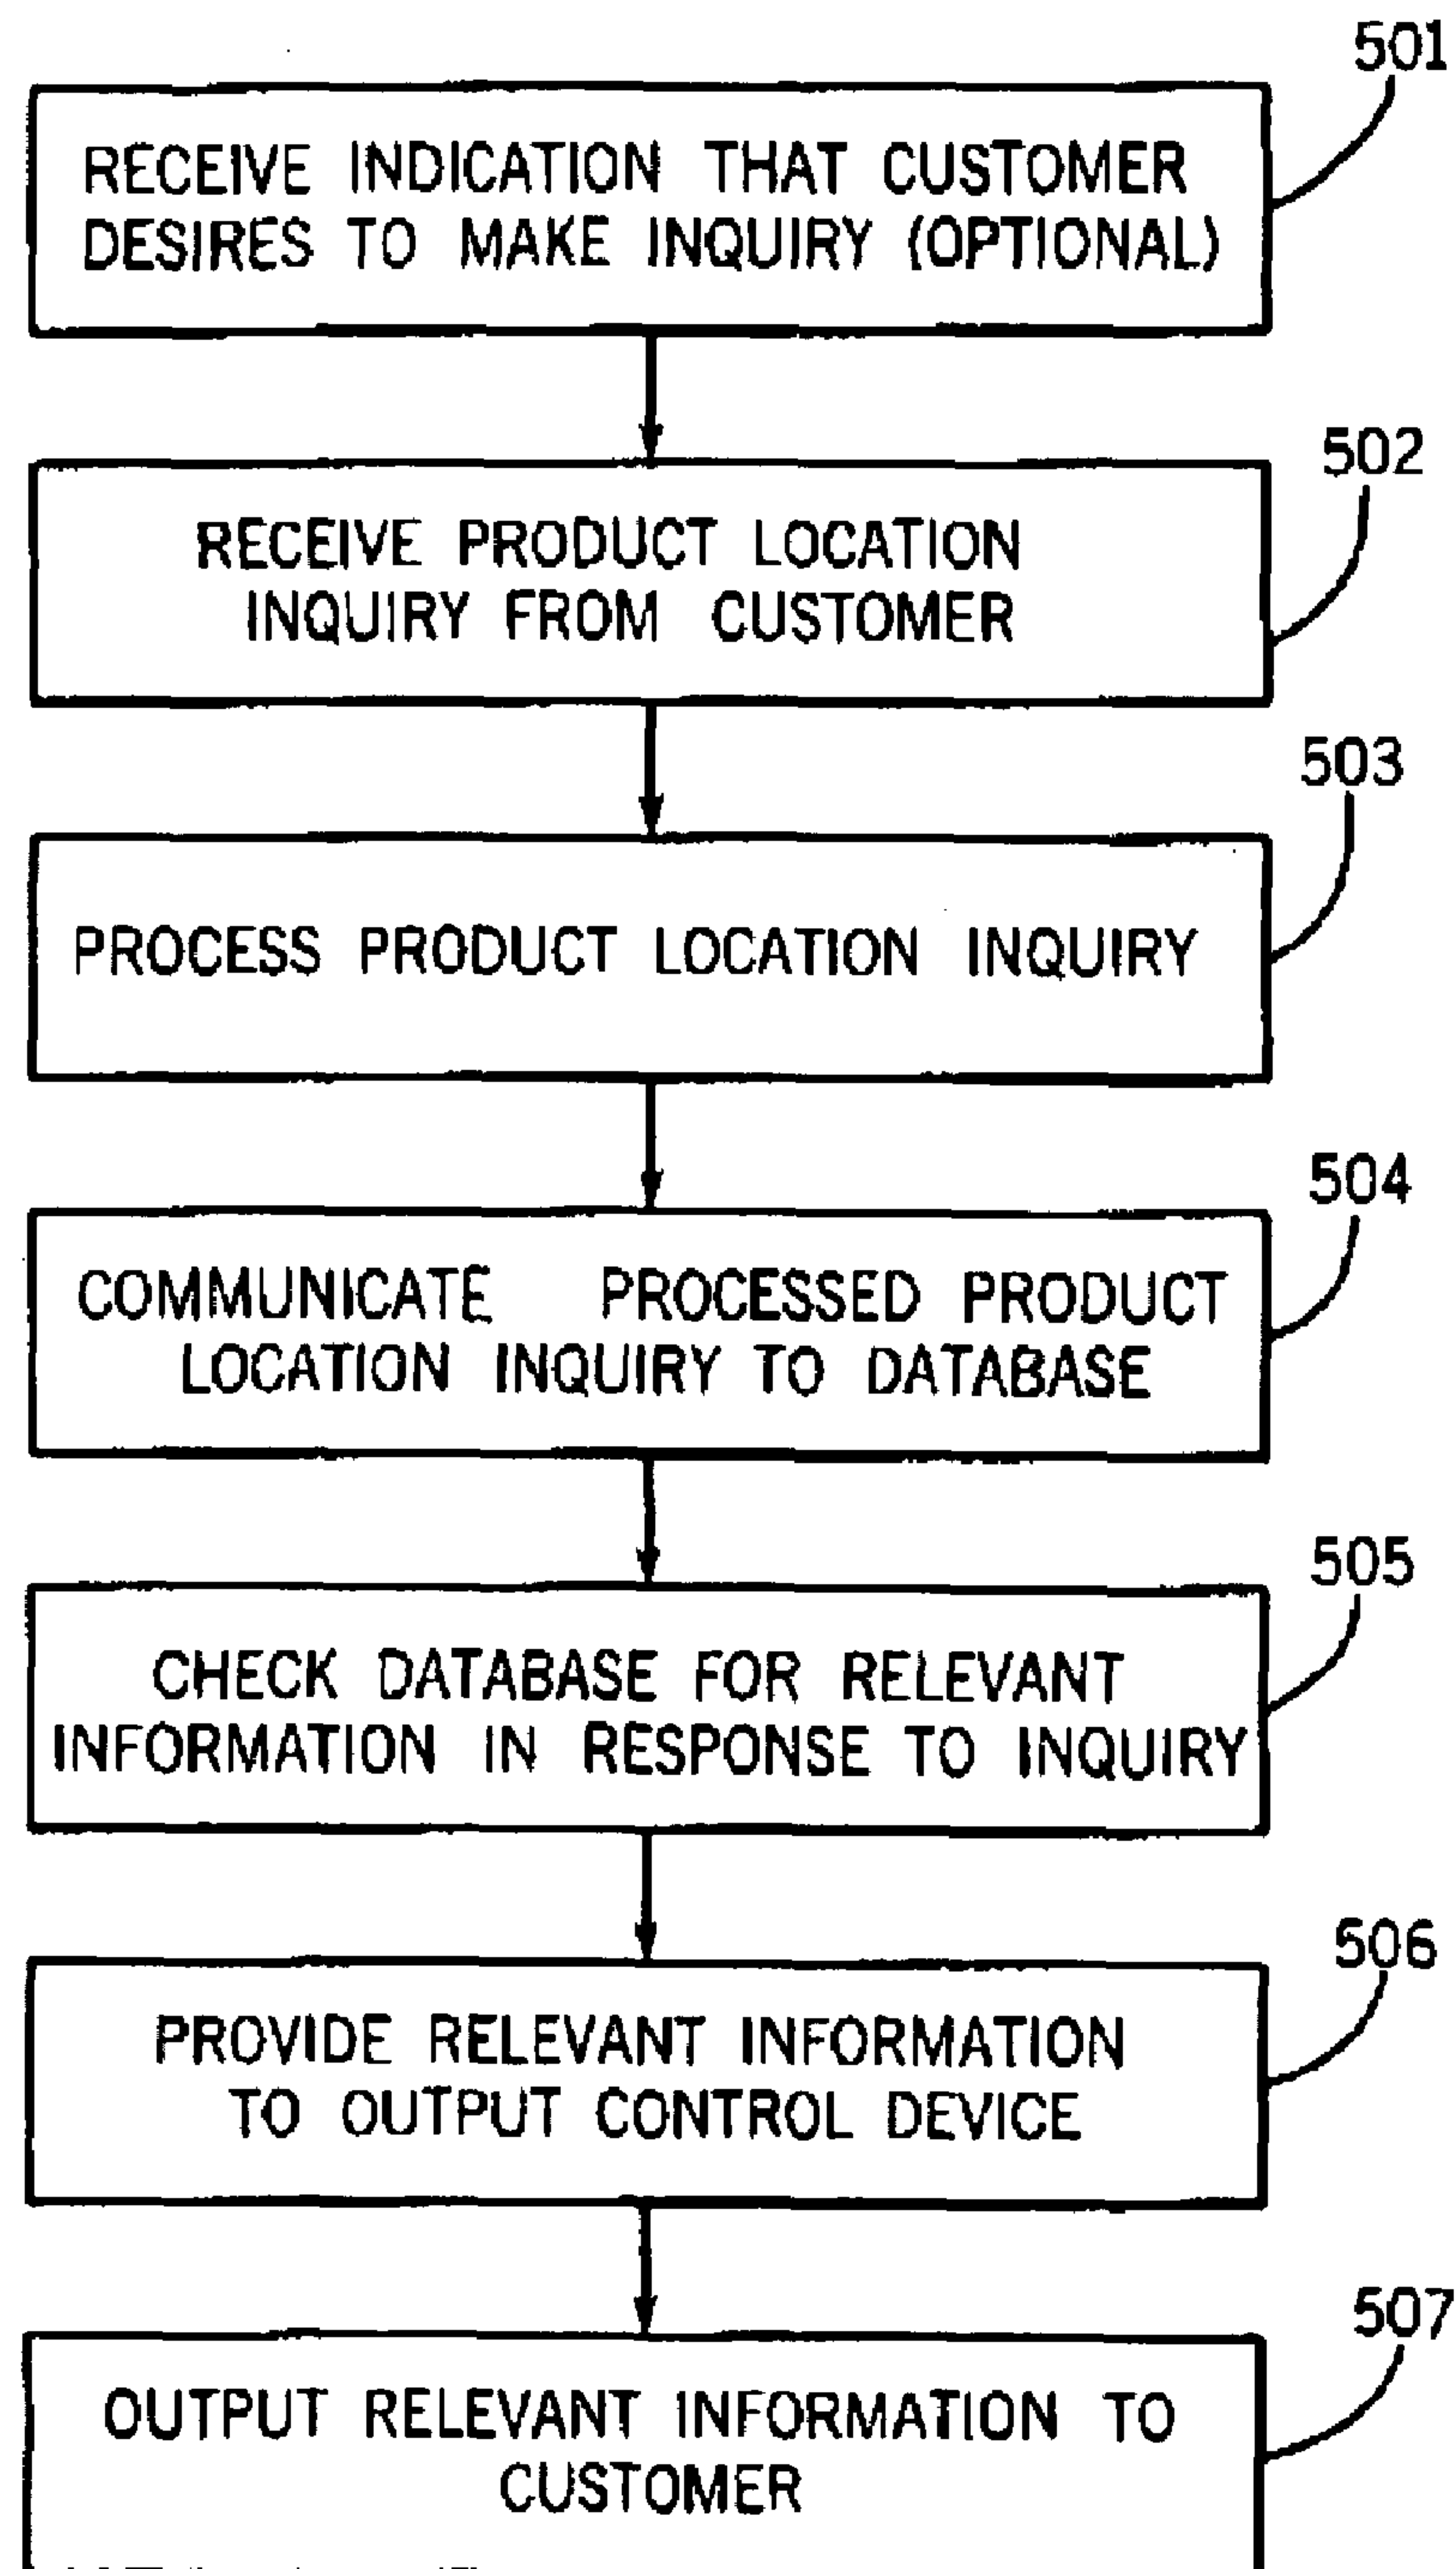 501
RECEIVE INDICATION THAT CUSTOMER
DESIRES TO MAKE INQUIRY (OPTIONAL)
502
RECEIVE PRODUCT LOCATION
INQUIRY FROM CUSTOMER
503
PROCESS PRODUCT LOCATION INQUIRY
504
COMMUNICATE PROCESSED PRODUCT
LOCATION INQUIRY TO DATABASE
505
CHECK DATABASE FOR RELEVANT
INFORMATION IN RESPONSE TO INQUIRY
506
PROVIDE RELEVANT INFORMATION
TO OUTPUT CONTROL DEVICE
507
OUTPUT RELEVANT INFORMATION TO
CUSTOMER